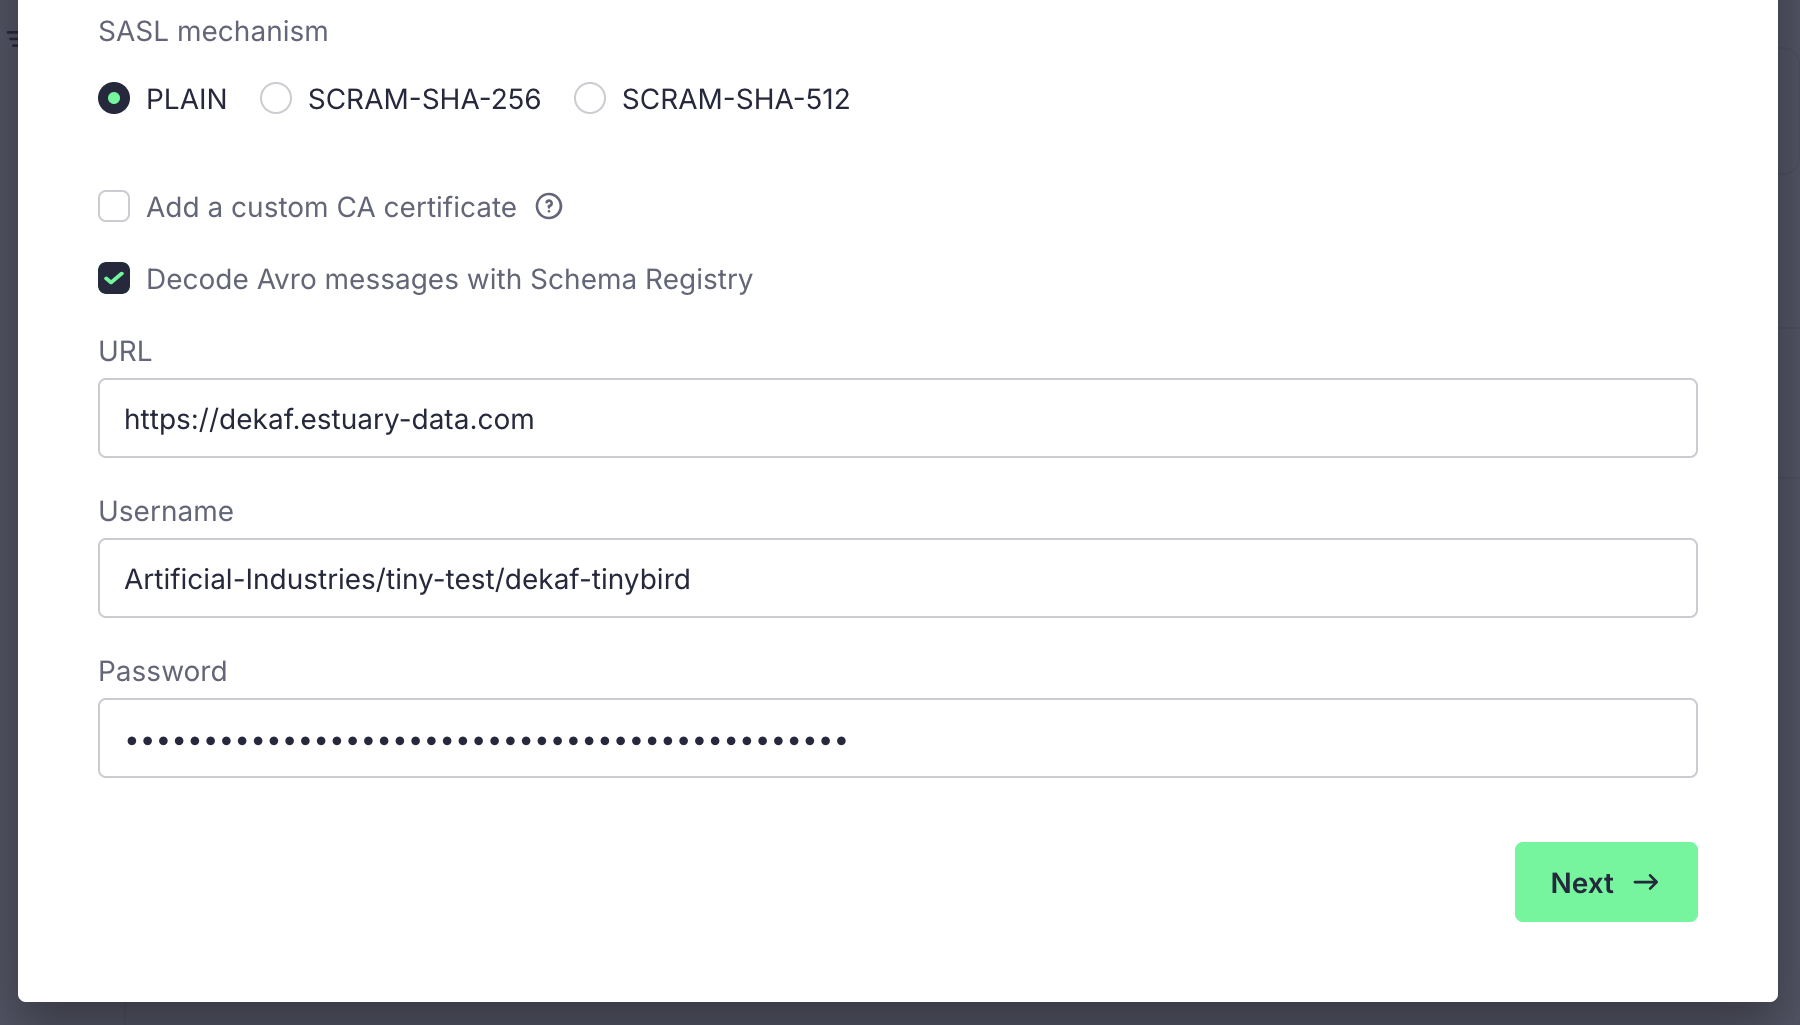 SASL mechanism
PLAIN SCRAM-SHA-256 SCRAM-SHA-512
Add a custom CA certificate
Decode Avro messages with Schema Registry
URL
https://dekaf.estuary-data.com
Username
Artificial-Industries/tiny-test/dekaf-tinybird
Password
••••••••••••••••••••••••••••••••••••••••••••••
Next →